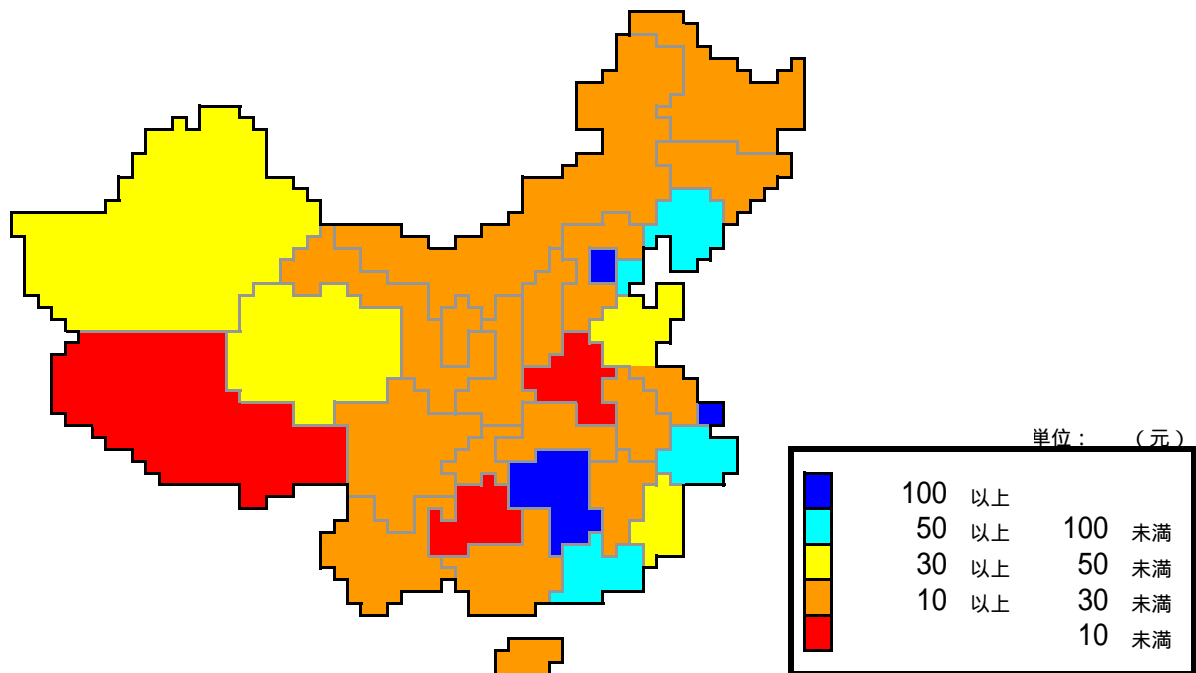 単位： （元）
100 以上
50 以上 100 未満
30 以上 50 未満
10 以上 30 未満
10 未満